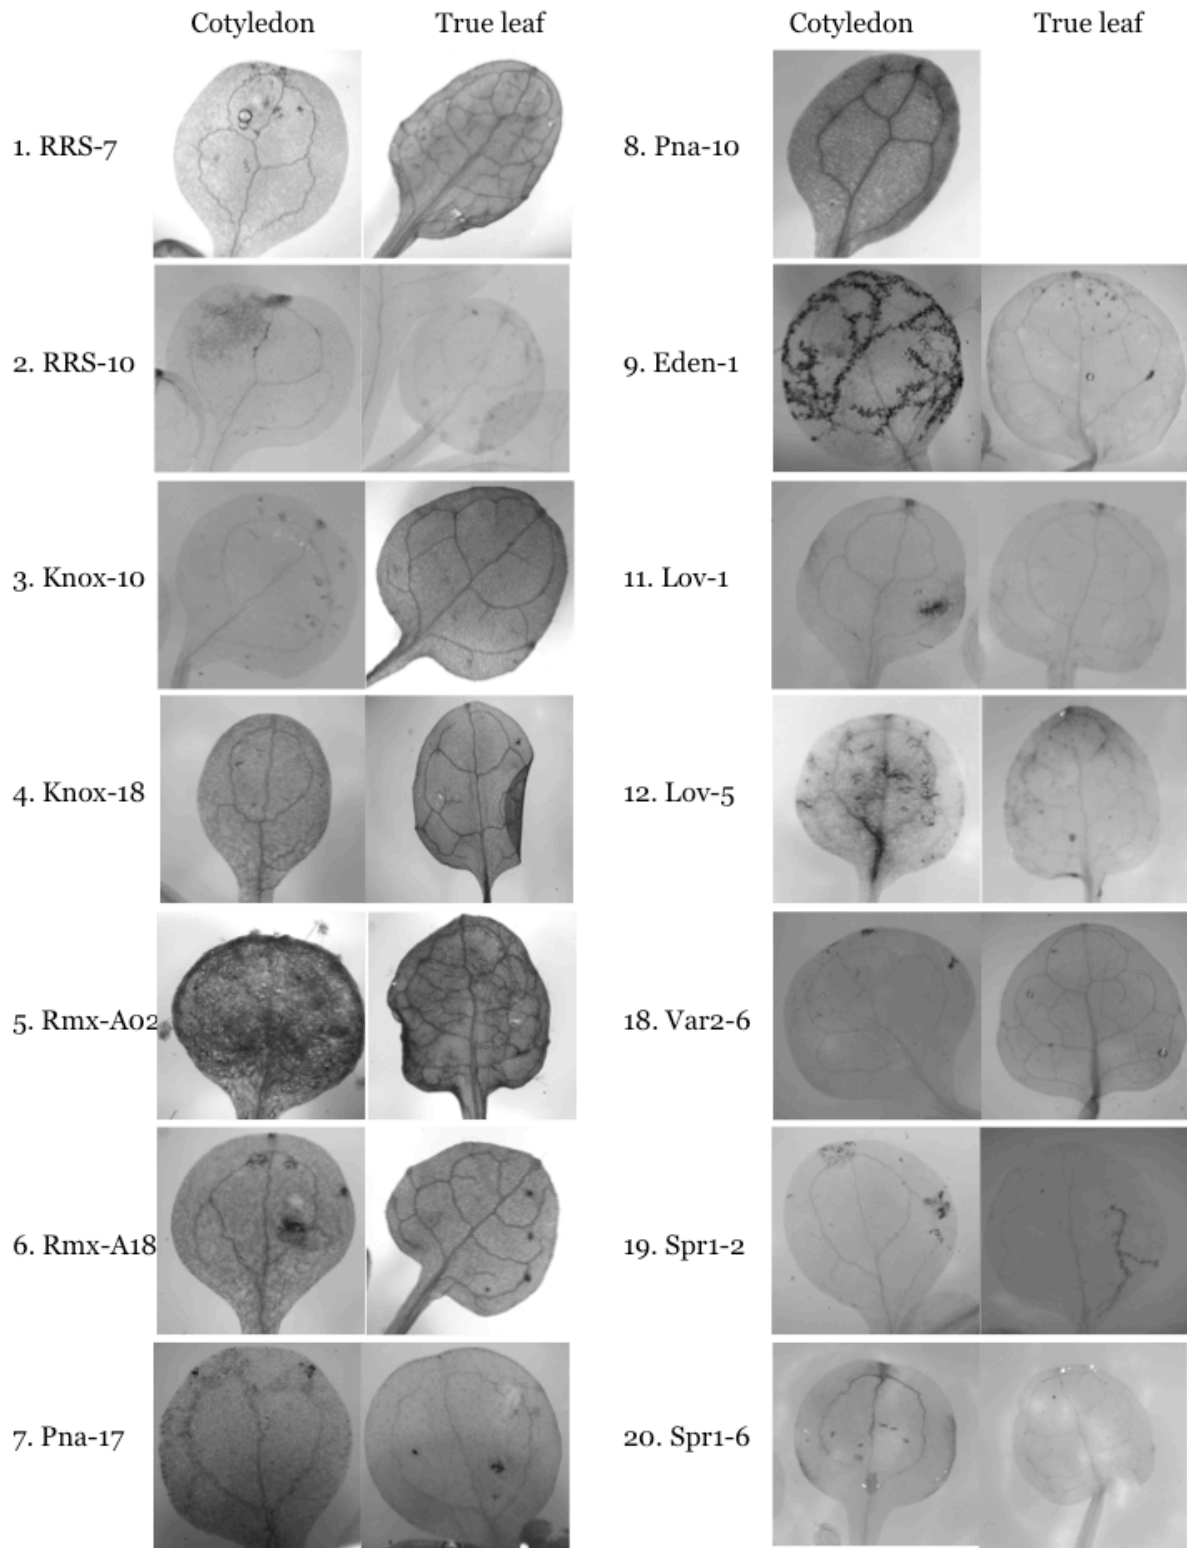 Cotyledon True leaf Cotyledon True leaf
1. RRS-7
2. RRS-10
3. Knox-10
4. Knox-18
5. Rmx-A02
6. Rmx-A18
7. Pna-17
8. Pna-10
9. Eden-1
11. Lov-1
12. Lov-5
18. Var2-6
19. Spr1-2
20. Spr1-6